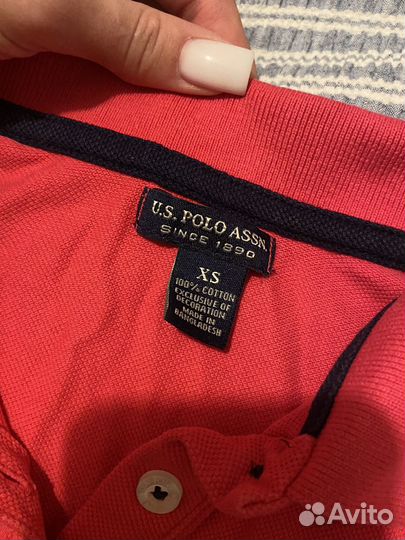 U.S. POLO ASSN.
SINCE 1890
XS
100% COTTON
EXCLUSIVE OF
DECORATION
MADE IN
BANGLADESH
Avito